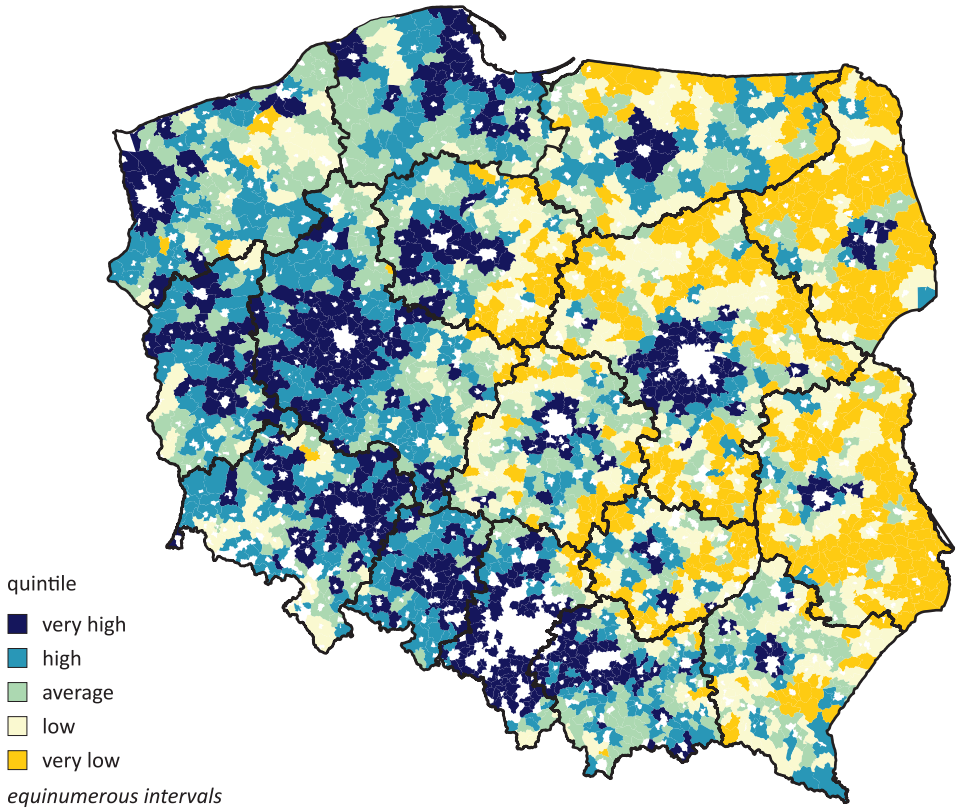 quintile
very high
high
average
low
very low
equinumerous intervals